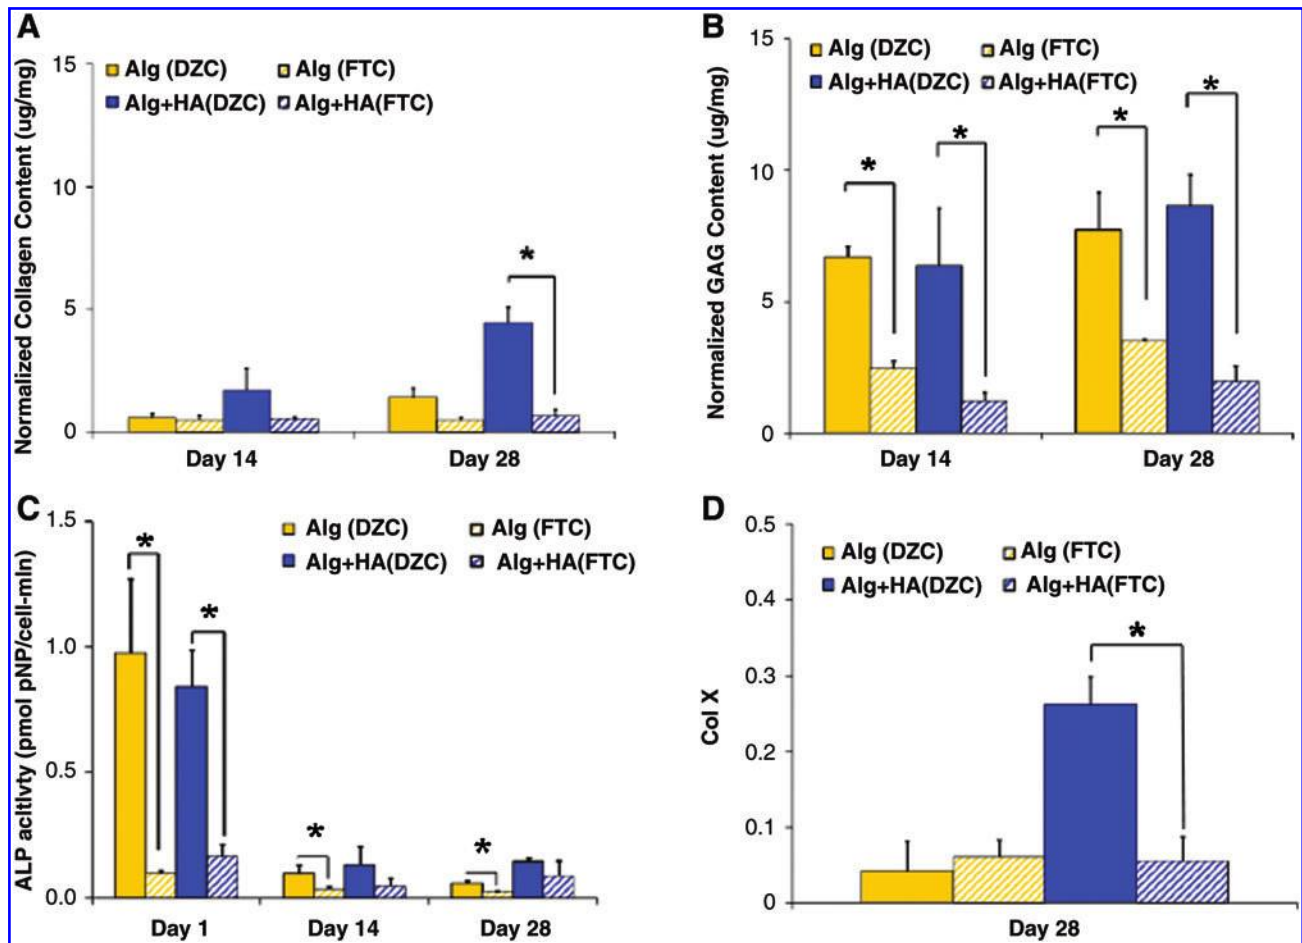 A
Alg (DZC) Alg (FTC)
Alg+HA(DZC) Alg+HA(FTC)
Normalized Collagen Content (ug/mg)
15
10
5
0
*
Day 14 Day 28
B
Alg (DZC) Alg (FTC)
Alg+HA(DZC) Alg+HA(FTC)
Normalized GAG Content (ug/mg)
15
10
5
0
* * * *
Day 14 Day 28
C
Alg (DZC) Alg (FTC)
Alg+HA(DZC) Alg+HA(FTC)
ALP acltlvty (pmol pNP/cell-mln)
1.5
1.0
0.5
0.0
* * * *
Day 1 Day 14 Day 28
D
Alg (DZC) Alg (FTC)
Alg+HA(DZC) Alg+HA(FTC)
Col X
0.5
0.4
0.3
0.2
0.1
0
*
Day 28